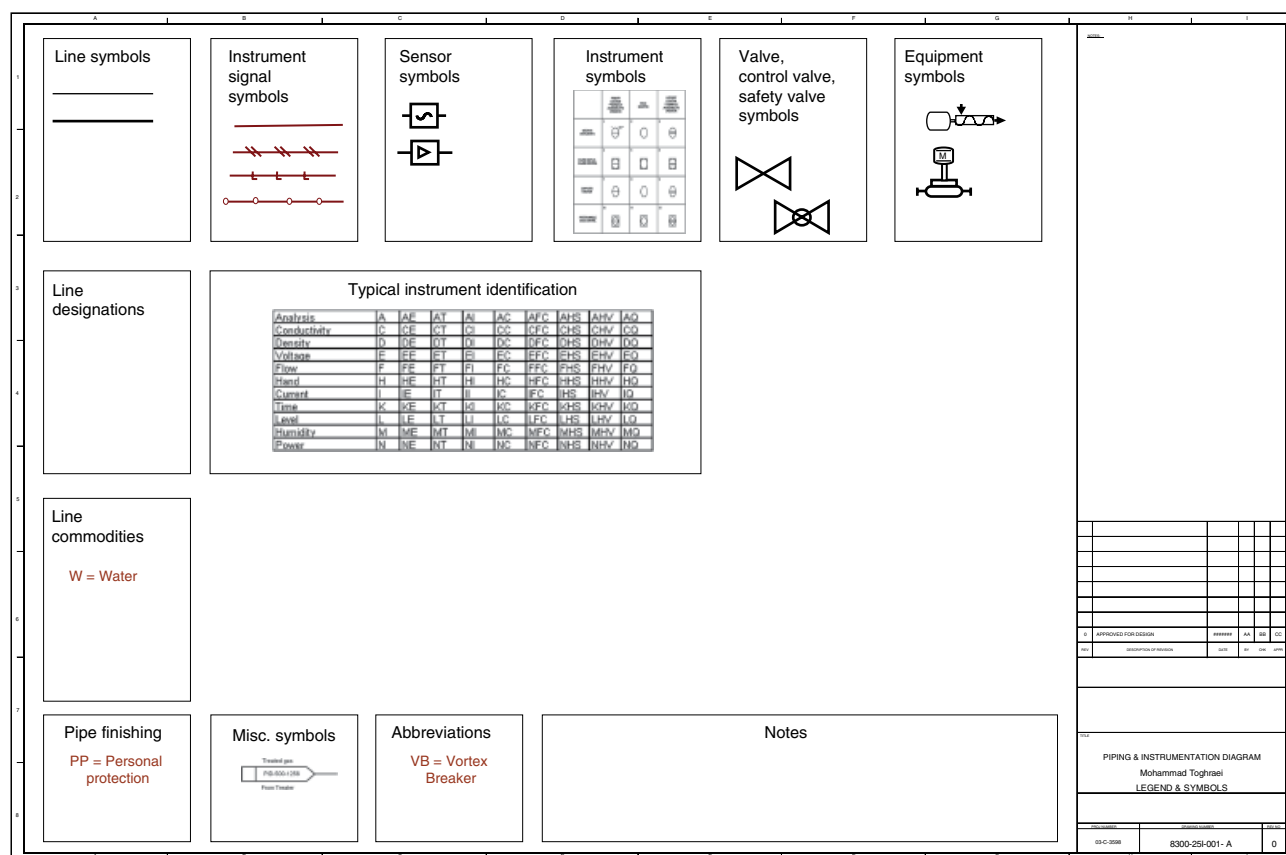 A B C D E F G H I
Line symbols
Instrument
signal
symbols
Sensor
symbols
Instrument
symbols
Valve,
control valve,
safety valve
symbols
Equipment
symbols
M
NOTES
1
2
3
4
5
6
7
8
Line
designations
Typical instrument identification
Analysis A AE AT AI AC AFC AHS AHV AQ
Conductivity C CE CT CI CC CFC CHS CHV CQ
Density D DE DT DI DC DFC DHS DHV DQ
Voltage E EE ET EI EC EFC EHS EHV EQ
Flow F FE FT FI FC FFC FHS FHV FQ
Hand H HE HT HI HC HFC HHS HHV HQ
Current I IE IT II IC IFC IHS IHV IQ
Time K KE KT KI KC KFC KHS KHV KQ
Level L LE LT LI LC LFC LHS LHV LQ
Humidity M ME MT MI MC MFC MHS MHV MQ
Power N NE NT NI NC NFC NHS NHV NQ
Line
commodities
W = Water
Pipe finishing
PP = Personal
protection
Misc. symbols
Treated gas
From Treater
Abbreviations
VB = Vortex
Breaker
Notes
0 APPROVED FOR DESIGN ####### AA BB CC
REV DESCRIPTION OF REVISION DATE BY CHK APPR
TITLE
PIPING & INSTRUMENTATION DIAGRAM
Mohammad Toghraei
LEGEND & SYMBOLS
PROJ NUMBER DRAWING NUMBER REV NO
03-C-3598 8300-25I-001- A 0